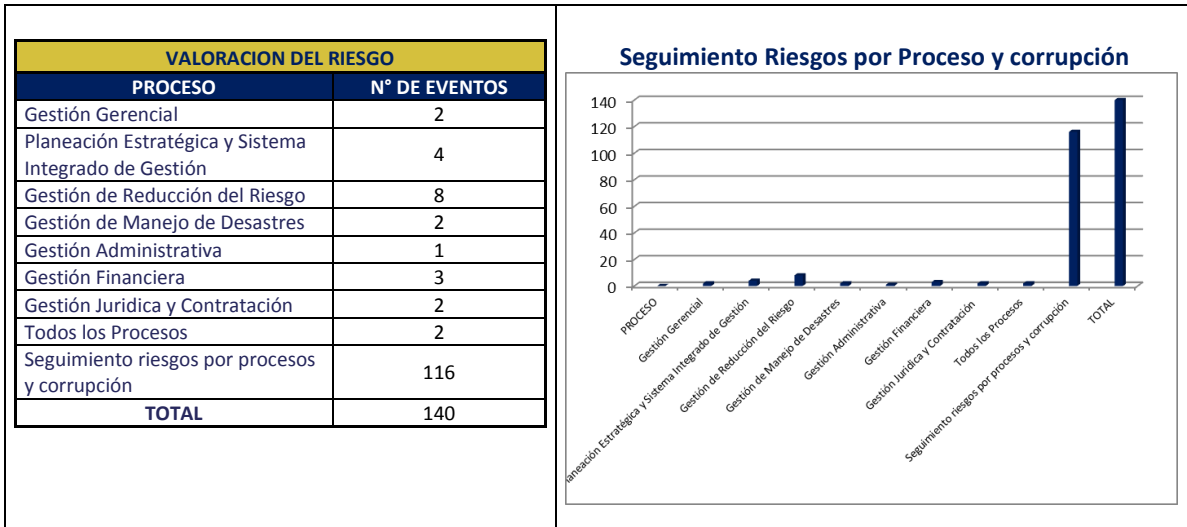 VALORACION DEL RIESGO
PROCESO N° DE EVENTOS
Gestión Gerencial 2
Planeación Estratégica y Sistema
Integrado de Gestión 4
Gestión de Reducción del Riesgo 8
Gestión de Manejo de Desastres 2
Gestión Administrativa 1
Gestión Financiera 3
Gestión Juridica y Contratación 2
Todos los Procesos 2
Seguimiento riesgos por procesos
y corrupción 116
TOTAL 140
Seguimiento Riesgos por Proceso y corrupción
140
120
100
80
60
40
20
0
PROCESO
Gestión Gerencial
laneación Estratégica y Sistema Integrado de Gestión
Gestión de Reducción del Riesgo
Gestión de Manejo de Desastres
Gestión Administrativa
Gestión Financiera
Gestión Juridica y Contratación
Todos los Procesos
Seguimiento riesgos por procesos y corrupción
TOTAL